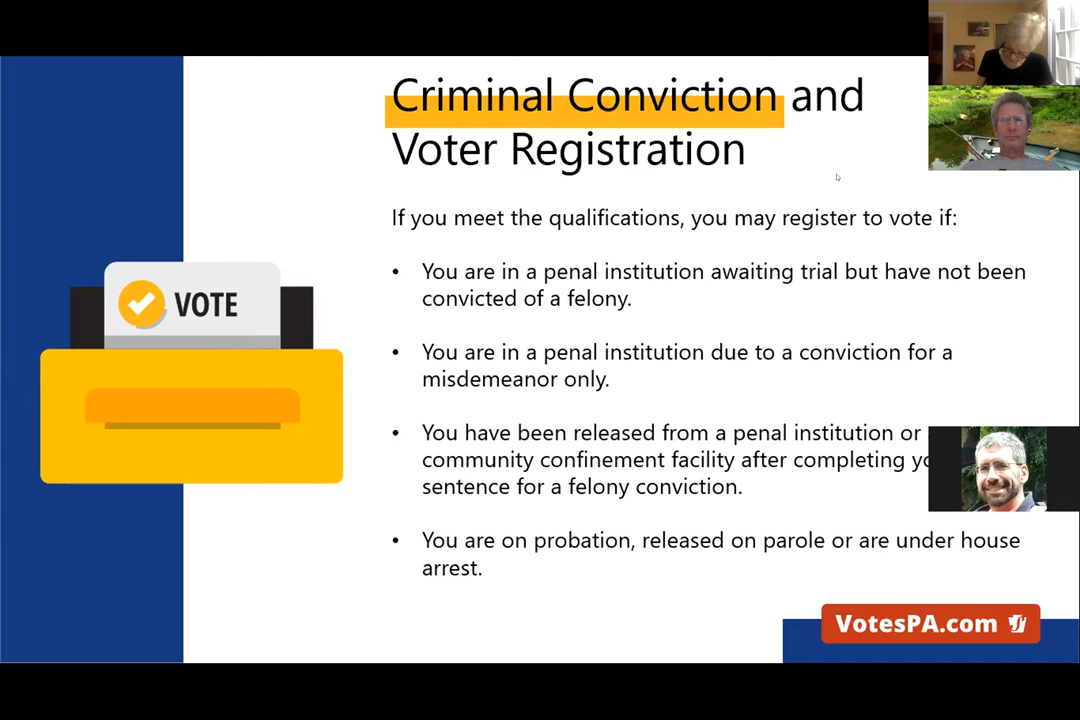 Criminal Conviction and
Voter Registration
If you meet the qualifications, you may register to vote if:
• You are in a penal institution awaiting trial but have not been
convicted of a felony.
• You are in a penal institution due to a conviction for a
misdemeanor only.
• You have been released from a penal institution or
community confinement facility after completing
sentence for a felony conviction.
• You are on probation, released on parole or are under house
arrest.
VOTE
VotesPA.com